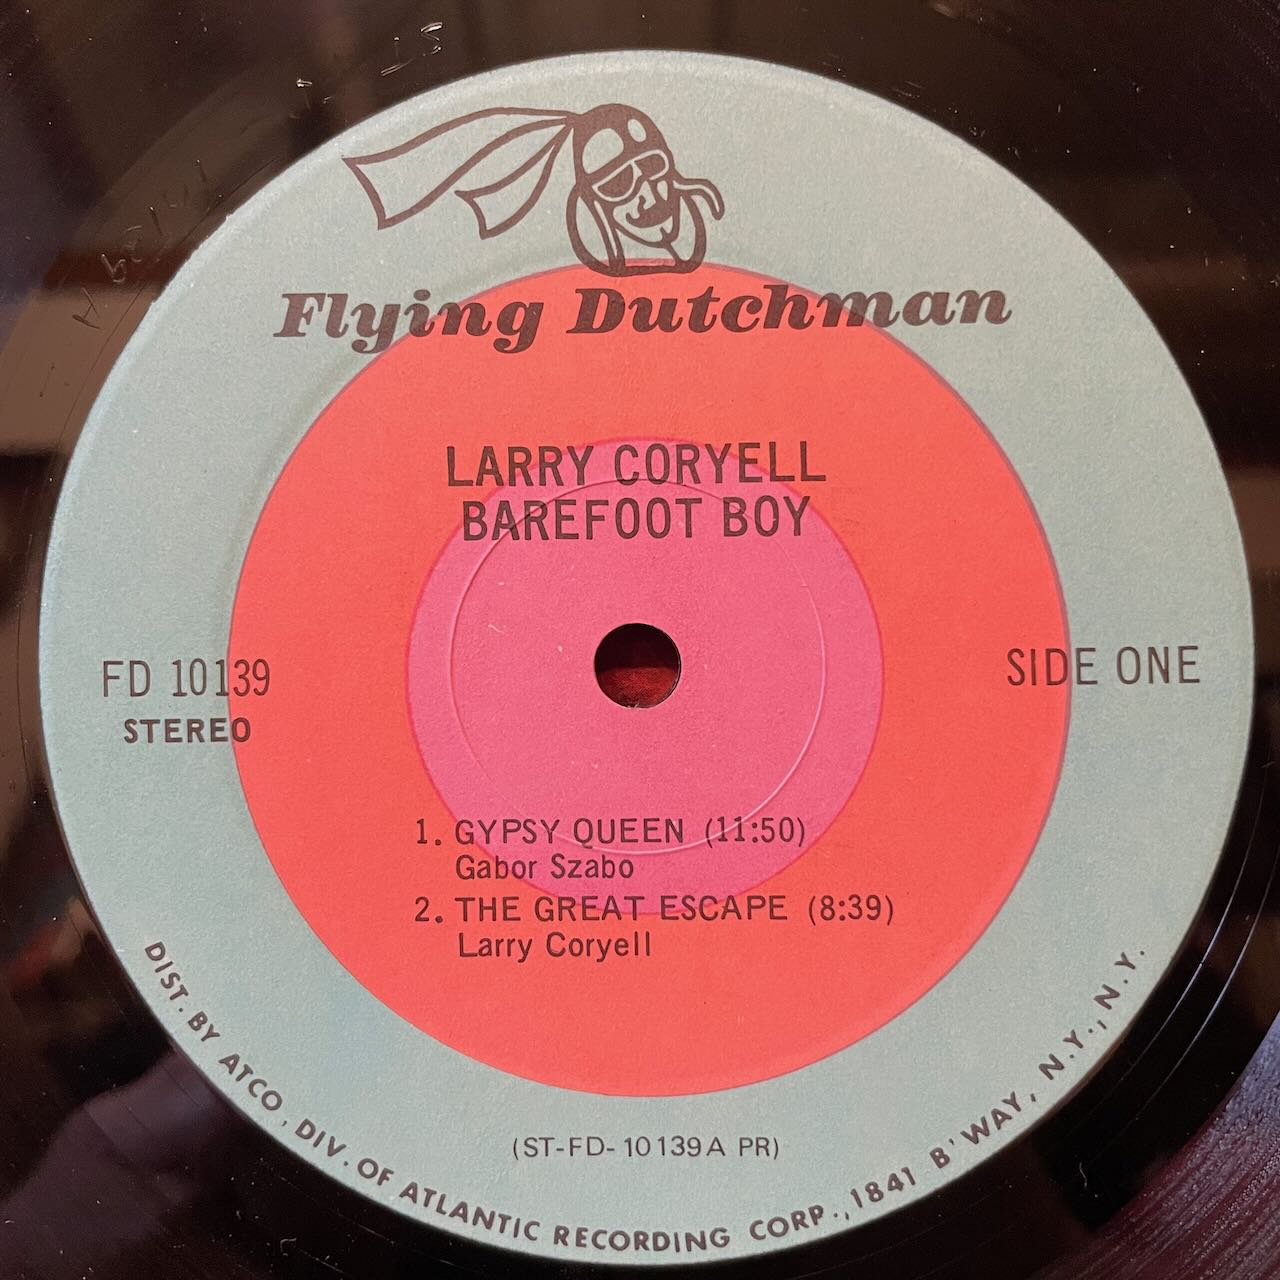 Flying Dutchman
LARRY CORYELL
BAREFOOT BOY
FD 10139
STEREO
SIDE ONE
1. GYPSY QUEEN (11:50)
Gabor Szabo
2. THE GREAT ESCAPE (8:39)
Larry Coryell
(ST-FD-10139A PR)
DIST. BY ATCO, DIV. OF ATLANTIC RECORDING CORP., 1841 B'WAY, N.Y., N.Y.